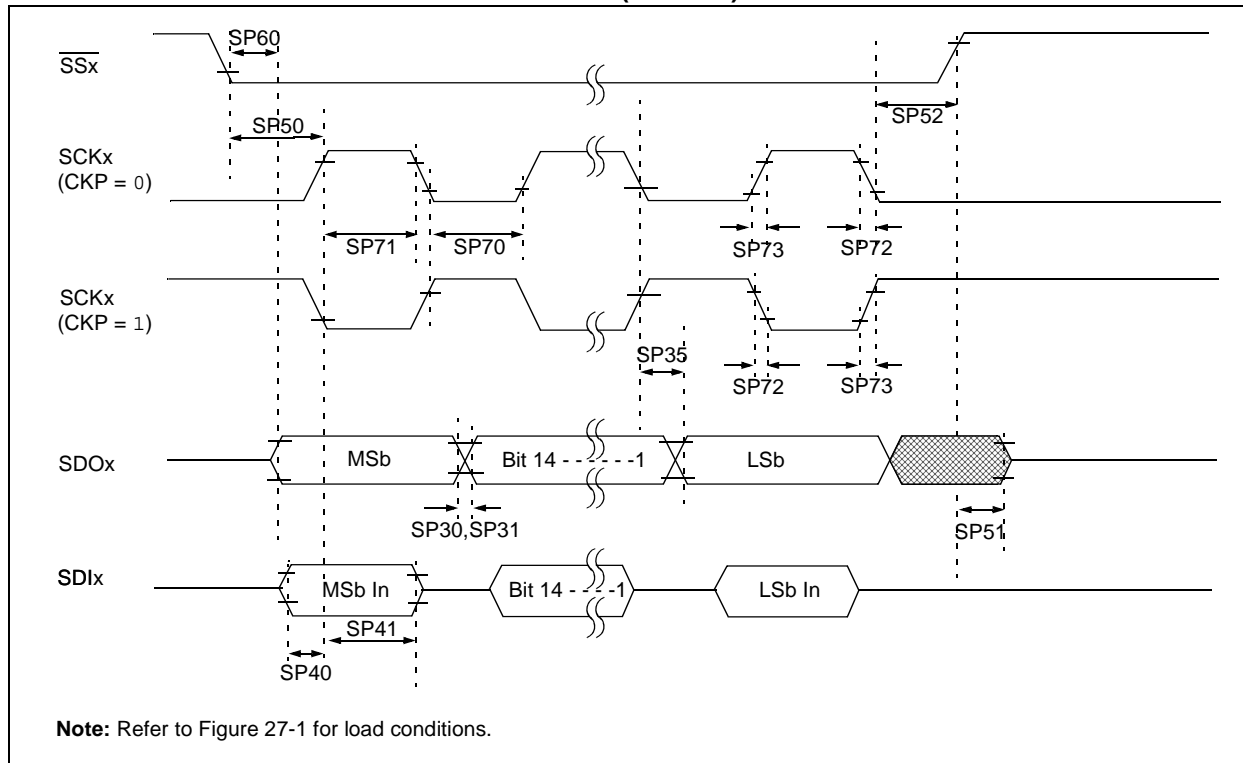 SP60
SSx
SP50
SP52
SCKx
(CKP = 0)
SP71
SP70
SP73
SP72
SCKx
(CKP = 1)
SP35
SP72
SP73
SDOx
MSb
Bit 14 - - - - - -1
LSb
SP30,SP31
SP51
SDIx
MSb In
Bit 14 - - - -1
LSb In
SP41
SP40
Note: Refer to Figure 27-1 for load conditions.